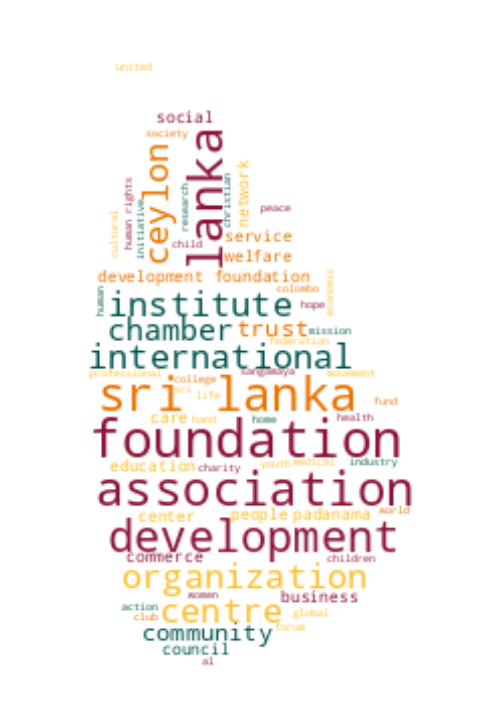 united
social
society
ceylon
lanka
human rights
cultural
initiative
research
christian
network
peace
child
service
welfare
development foundation
human
colombo
economic
institute
hope
chamber
trust
mission
federation
international
professional
college
sangamaya
movement
sri
life
sri lanka
fund
care
hand
home
health
foundation
education
charity
youth
medical
industry
association
center
people
padanama
world
development
commerce
children
organization
women
business
action
club
centre
global
community
forum
council
al